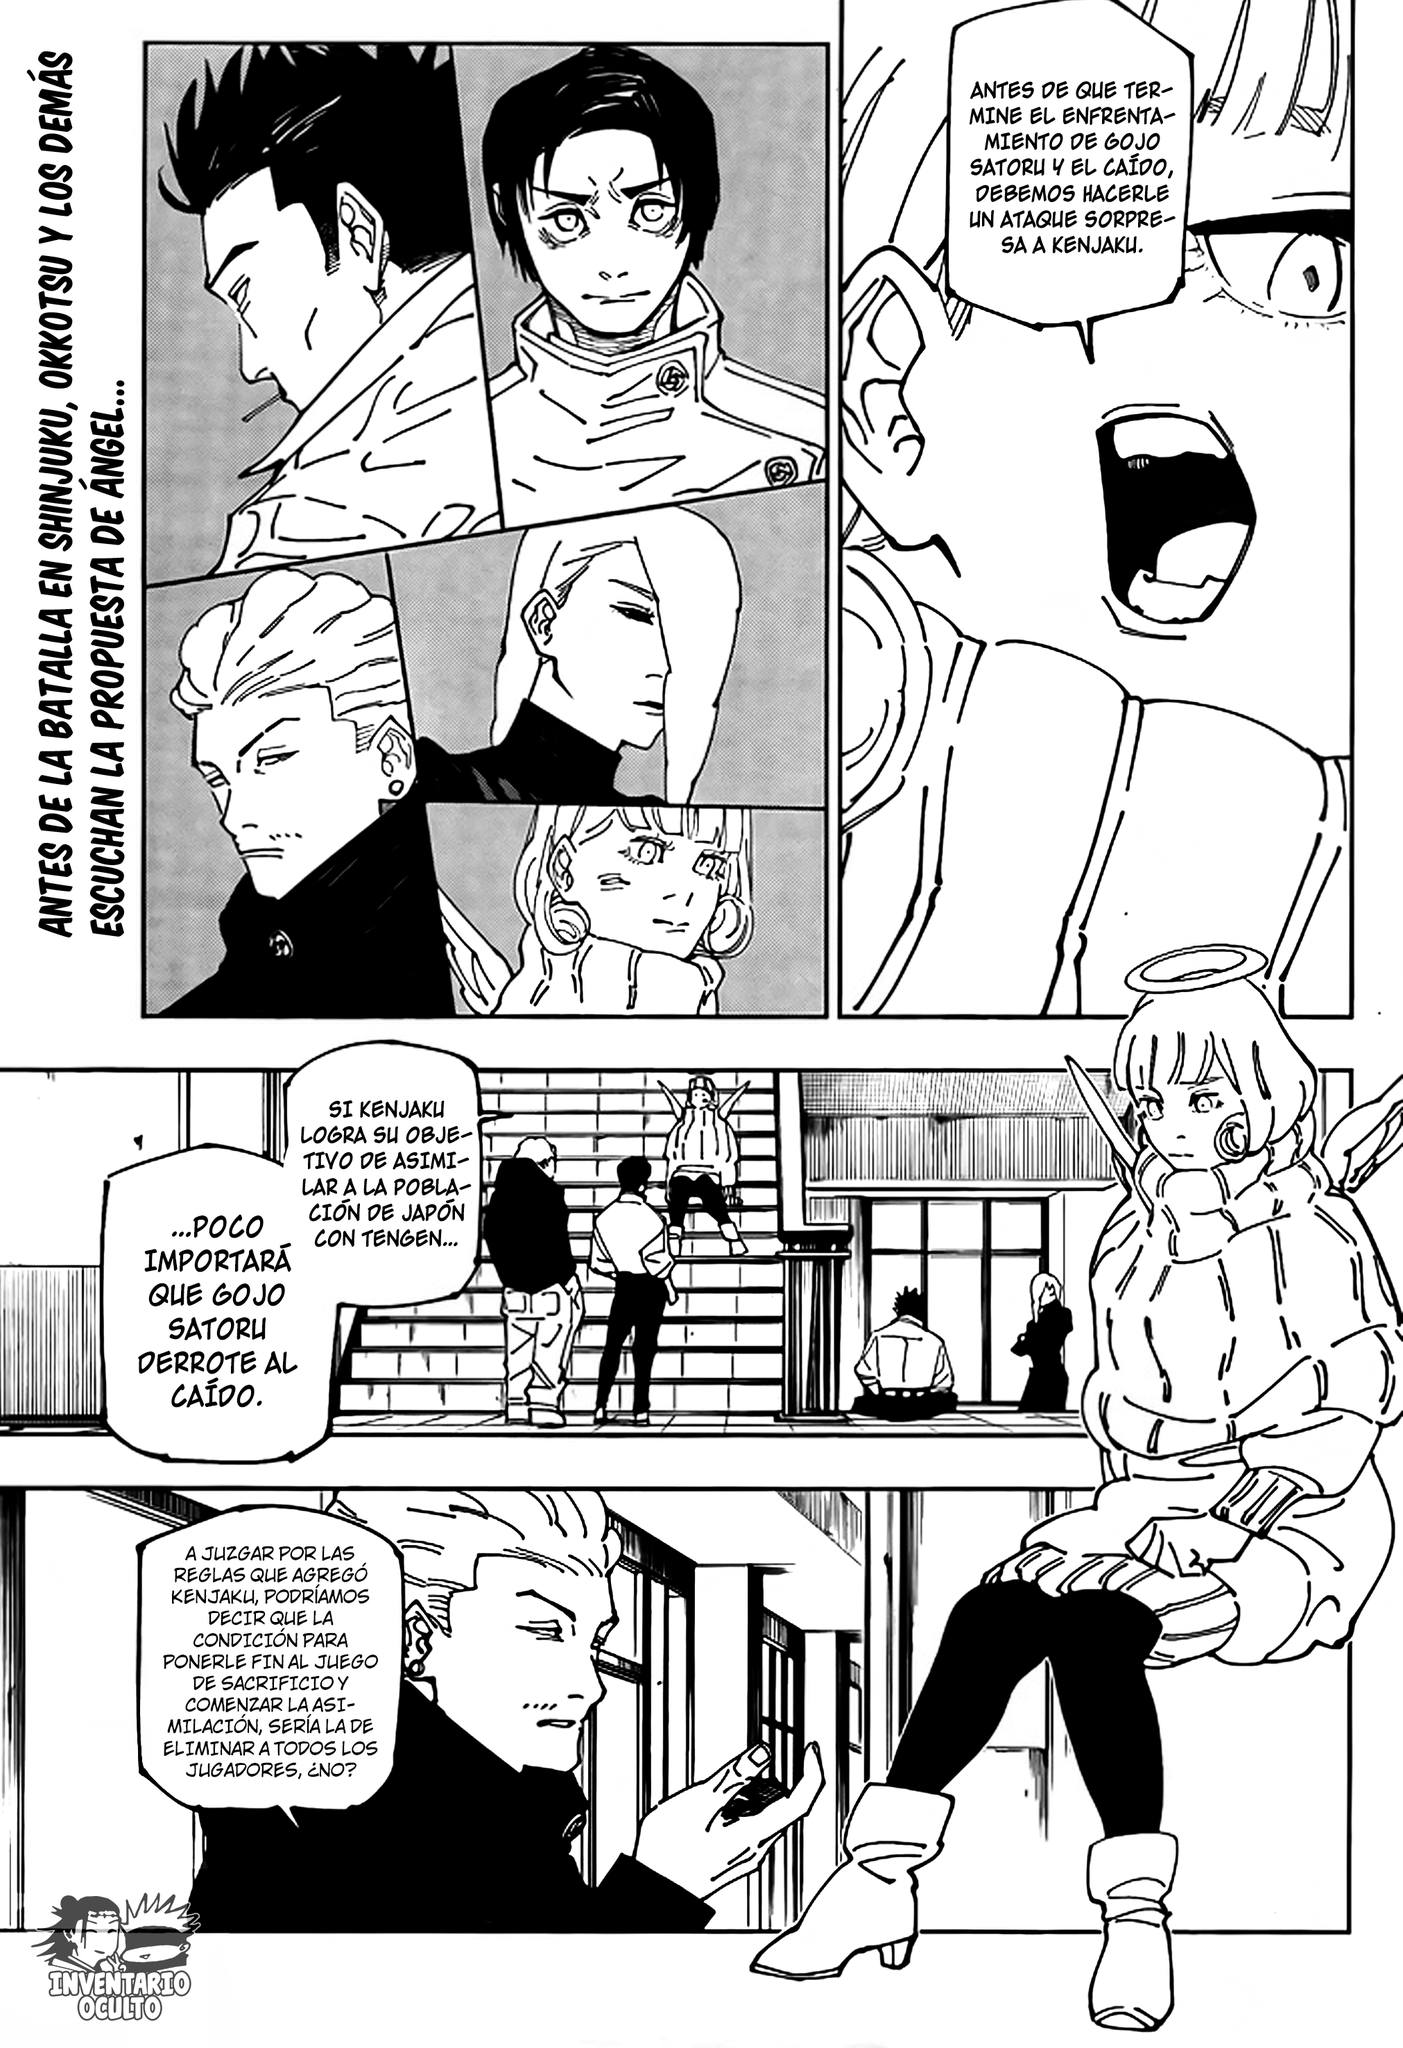 ANTES DE LA BATALLA EN SHINJUKU, OKKOTSU Y LOS DEMÁS
ESCUCHAN LA PROPUESTA DE ÁNGEL...
ANTES DE QUE TER-
MINE EL ENFRENTA-
MIENTO DE GOJO
SATORU Y EL CAÍDO,
DEBEMOS HACERLE
UN ATAQUE SORPRE-
SA A KENJAKU.
SI KENJAKU
LOGRA SU OBJE-
TIVO DE ASIMI-
LAR A LA POBLA-
CIÓN DE JAPÓN
CON TENGEN...
...POCO
IMPORTARÁ
QUE GOJO
SATORU
DERROTE AL
CAÍDO.
A JUZGAR POR LAS
REGLAS QUE AGREGÓ
KENJAKU, PODRÍAMOS
DECIR QUE LA
CONDICIÓN PARA
PONERLE FIN AL JUEGO
DE SACRIFICIO Y
COMENZAR LA ASI-
MILACIÓN, SERÍA LA DE
ELIMINAR A TODOS LOS
JUGADORES, ¿NO?
INVENTARIO
OCULTO